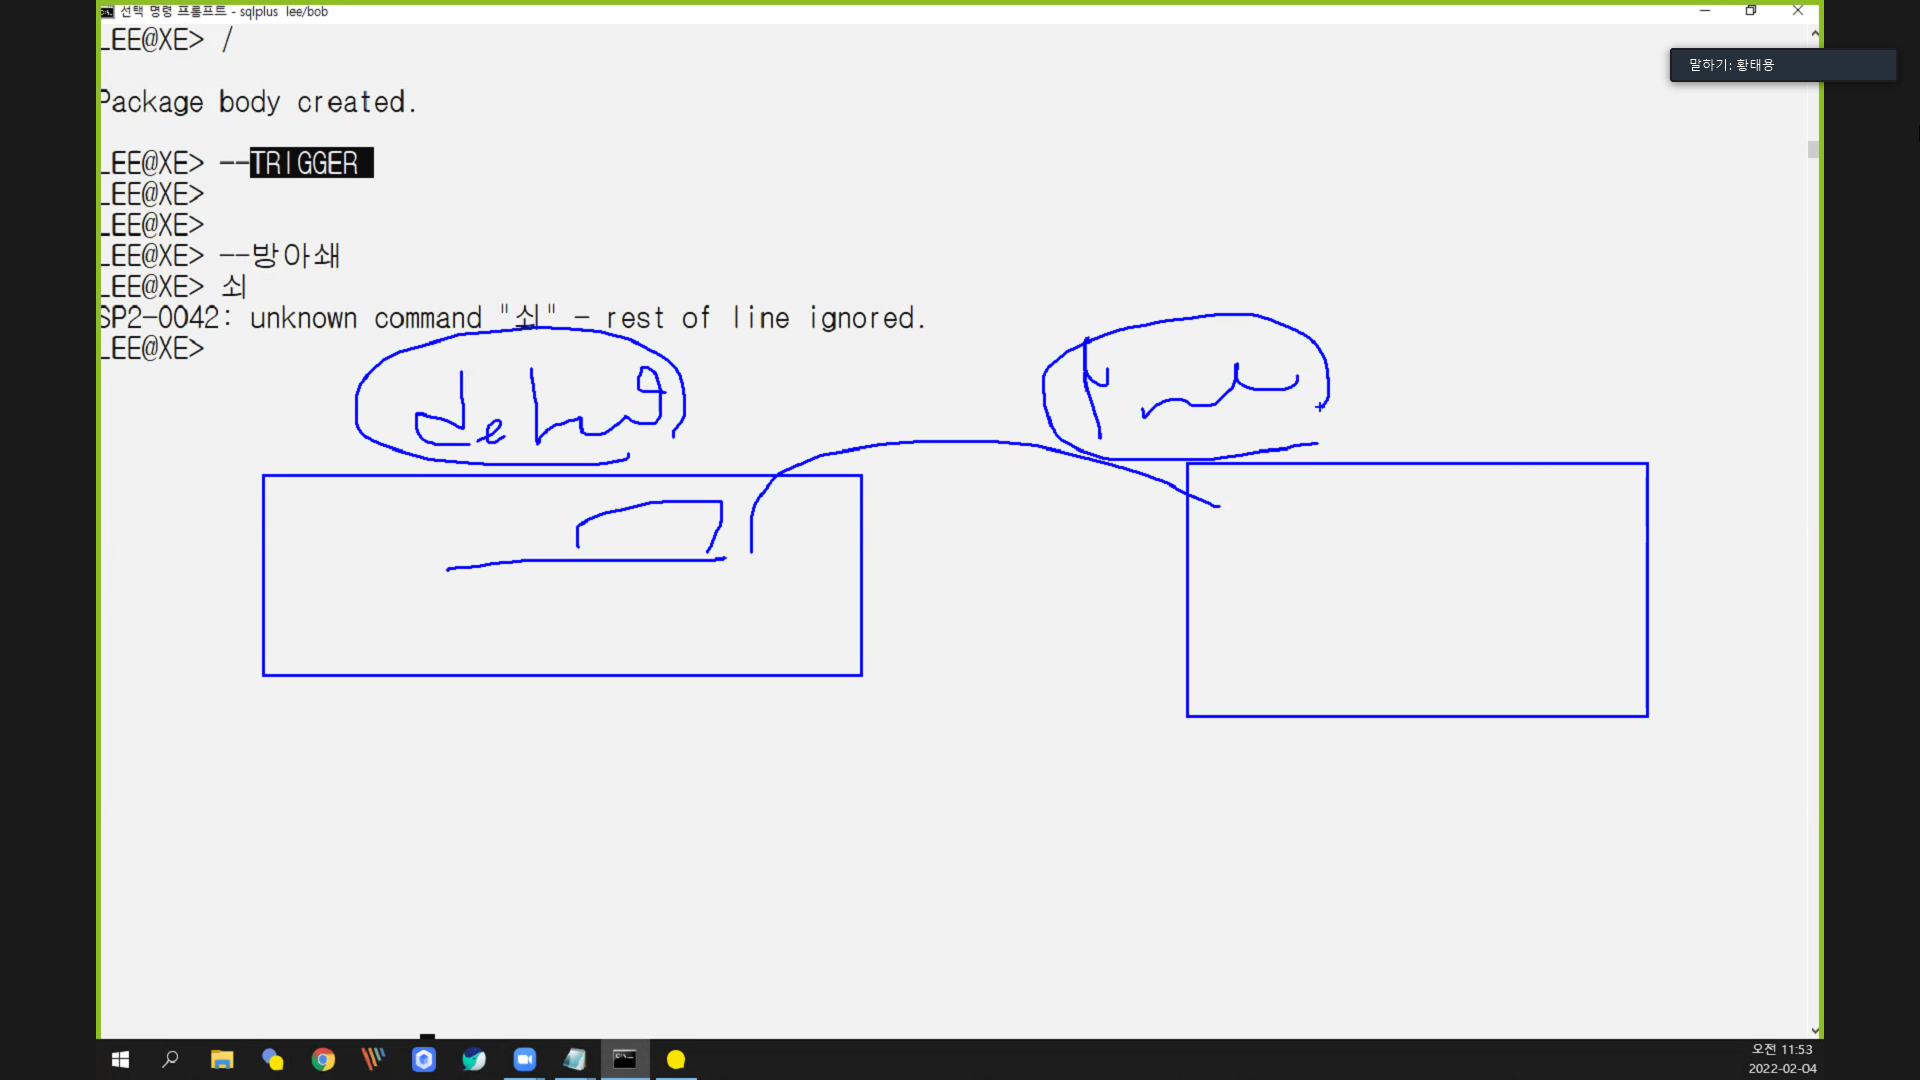 선택 명령 프롬프트 - sqlplus lee/bob
LEE@XE> /
말하기: 황태용
Package body created.
LEE@XE> --TRIGGER
LEE@XE>
LEE@XE>
LEE@XE> --방아쇄
LEE@XE> 쇠
SP2-0042: unknown command "쇠" - rest of line ignored.
LEE@XE>
오전 11:53
2022-02-04